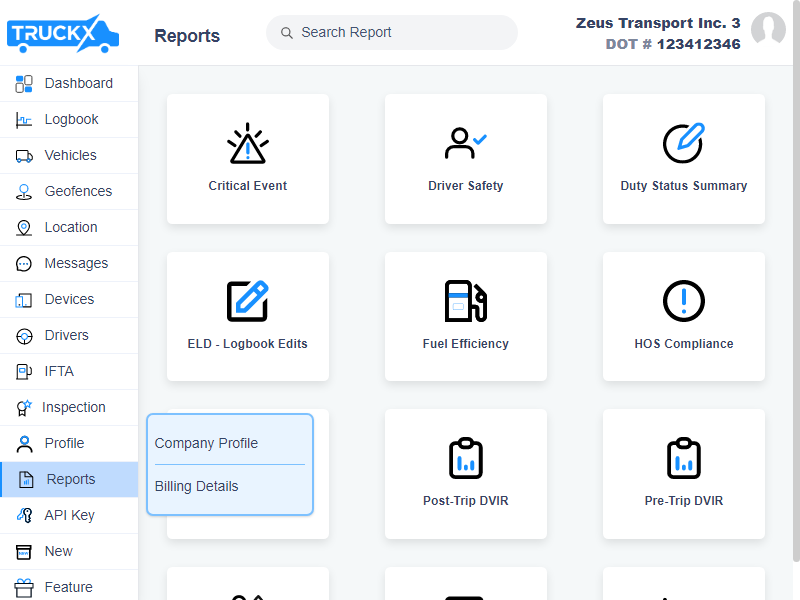 TRUCKX
Reports
Search Report
Zeus Transport Inc. 3
DOT # 123412346
Dashboard
Logbook
Vehicles
Geofences
Location
Messages
Devices
Drivers
IFTA
Inspection
Profile
Reports
API Key
New
Feature
Critical Event
Driver Safety
Duty Status Summary
ELD - Logbook Edits
Fuel Efficiency
HOS Compliance
Company Profile
Billing Details
Post-Trip DVIR
Pre-Trip DVIR